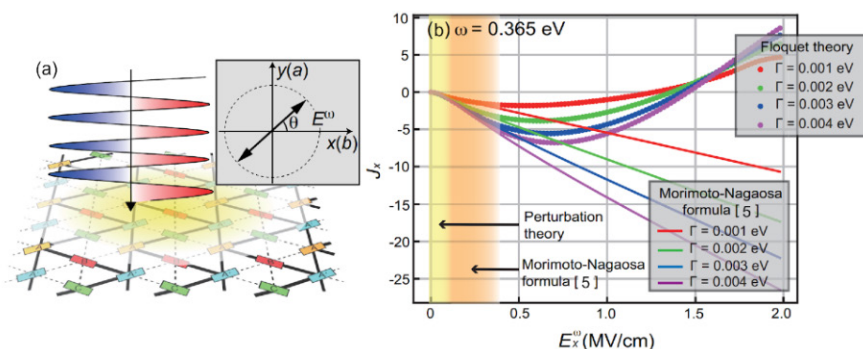 (a)
y(a)
E^ω
θ
x(b)
(b) ω = 0.365 eV
10
5
0
-5
-10
-15
-20
-25
J_x
Floquet theory
Γ = 0.001 eV
Γ = 0.002 eV
Γ = 0.003 eV
Γ = 0.004 eV
Perturbation
theory
Morimoto-Nagaosa
formula [5]
Morimoto-Nagaosa
formula [5]
Γ = 0.001 eV
Γ = 0.002 eV
Γ = 0.003 eV
Γ = 0.004 eV
0 0.5 1.0 1.5 2.0
E_x^ω (MV/cm)